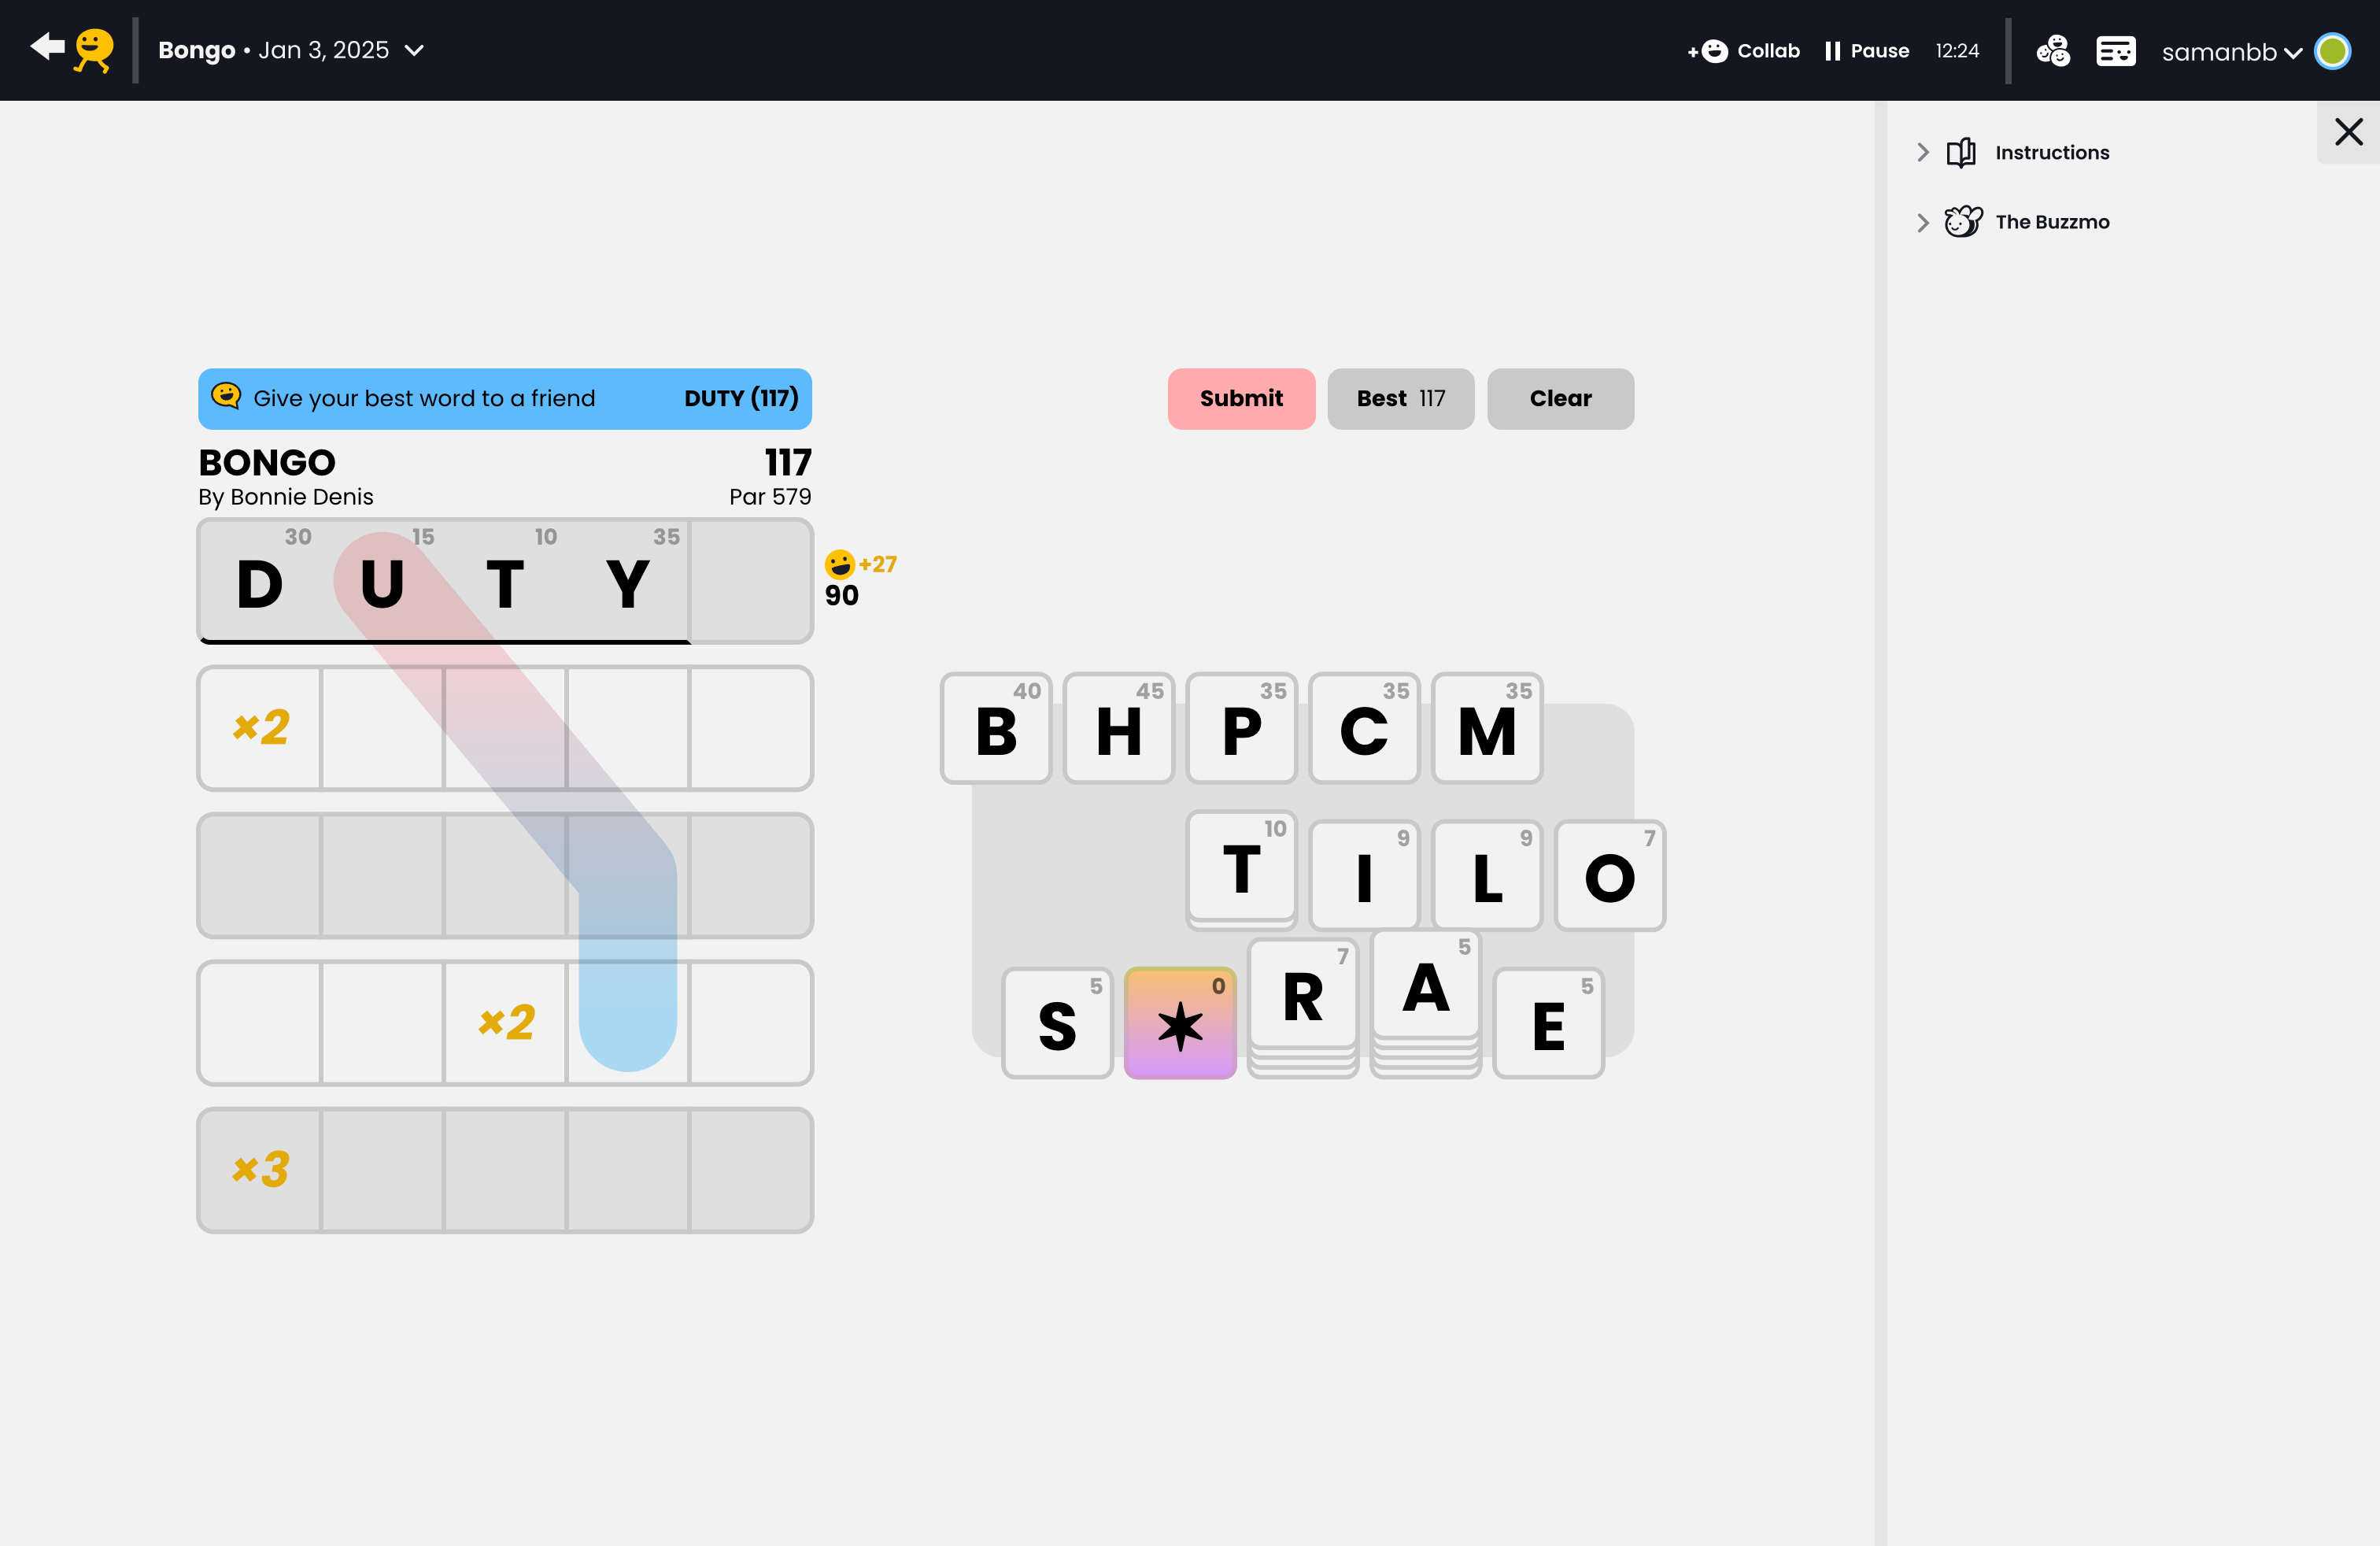 Bongo • Jan 3, 2025
+ Collab
Pause
12:24
samanbb
Instructions
The Buzzmo
Give your best word to a friend DUTY (117)
Submit
Best 117
Clear
BONGO 117
By Bonnie Denis Par 579
30 15 10 35
D U T Y
+27
90
×2
×2
×3
40 45 35 35 35
B H P C M
10 9 9 7
T I L O
5 0 7 5 5
S ✶ R A E